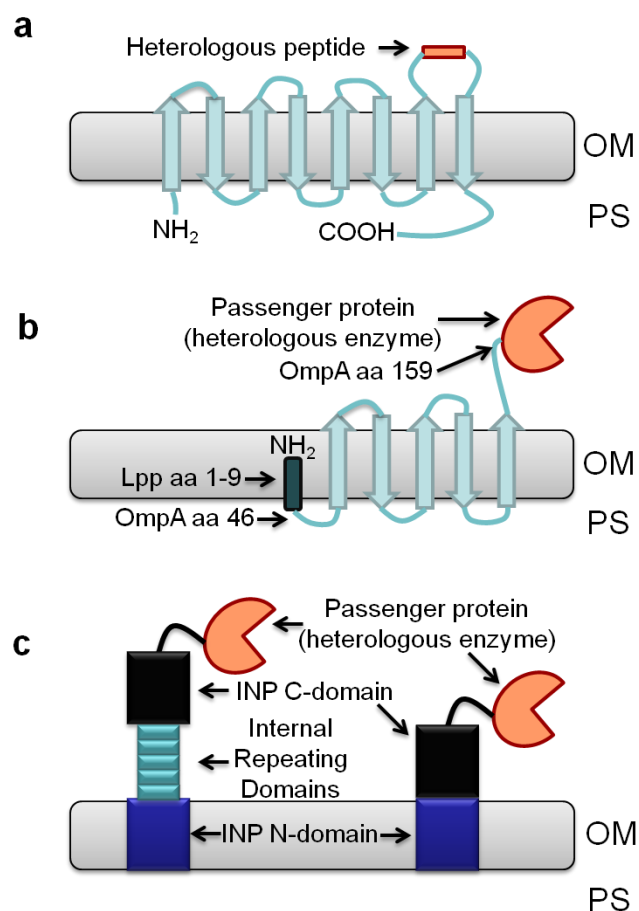 a
Heterologous peptide
OM
NH2
COOH
PS
b
Passenger protein
(heterologous enzyme)
OmpA aa 159
NH2
Lpp aa 1-9
OM
OmpA aa 46
PS
c
Passenger protein
(heterologous enzyme)
INP C-domain
Internal
Repeating
Domains
INP N-domain
OM
PS